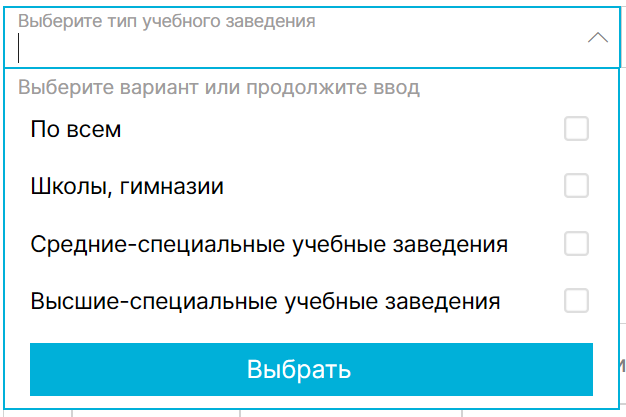 Выберите тип учебного заведения
Выберите вариант или продолжите ввод
По всем
Школы, гимназии
Средние-специальные учебные заведения
Высшие-специальные учебные заведения
Выбрать